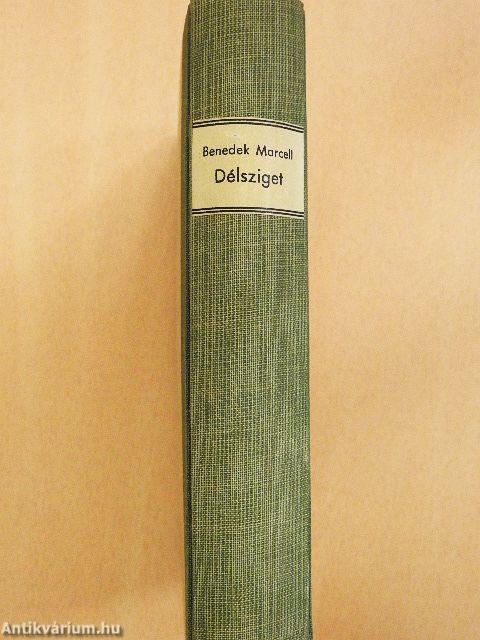 Benedek Marcell
Délsziget
Antikvárium.hu